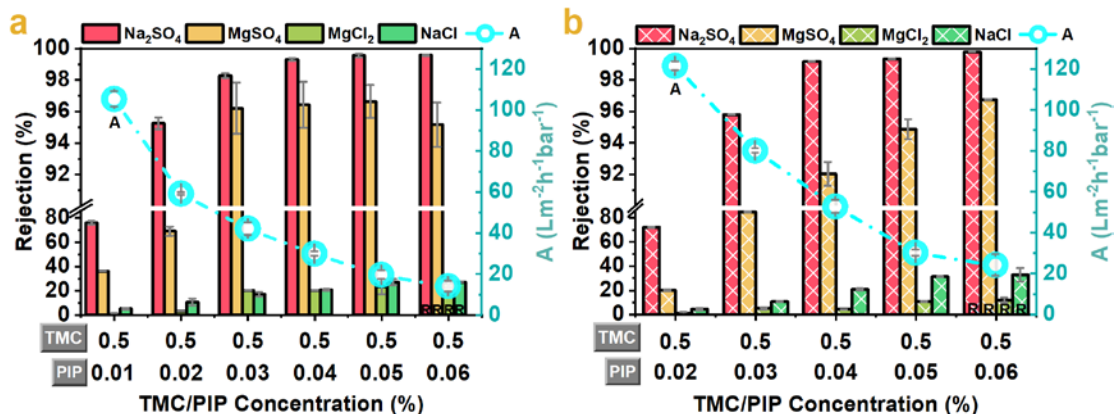 a
Na₂SO₄ MgSO₄ MgCl₂ NaCl A
100
98
96
94
92
80
60
40
20
0
Rejection (%)
A
R R R R
120
100
80
60
40
20
0
A (Lm⁻²h⁻¹bar⁻¹)
TMC 0.5 0.5 0.5 0.5 0.5 0.5
PIP 0.01 0.02 0.03 0.04 0.05 0.06
TMC/PIP Concentration (%)
b
Na₂SO₄ MgSO₄ MgCl₂ NaCl A
100
98
96
94
92
80
60
40
20
0
Rejection (%)
A
R R R R
120
100
80
60
40
20
0
A (Lm⁻²h⁻¹bar⁻¹)
TMC 0.5 0.5 0.5 0.5 0.5
PIP 0.02 0.03 0.04 0.05 0.06
TMC/PIP Concentration (%)